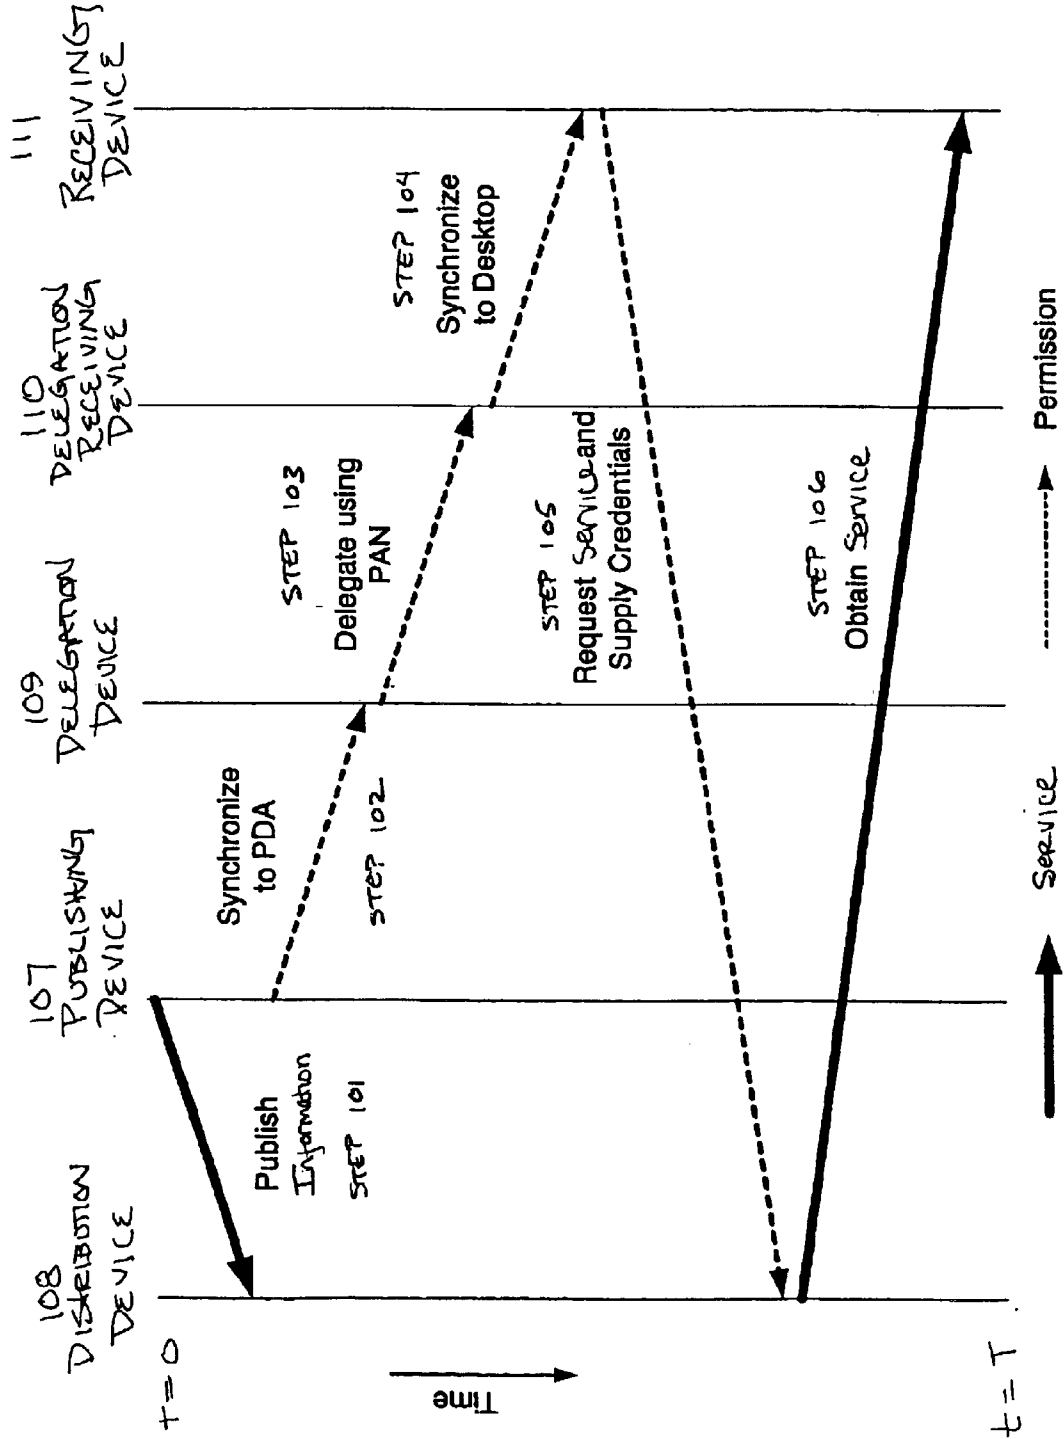 108
DISTRIBUTION
DEVICE
107
PUBLISHING
DEVICE
109
DELEGATION
DEVICE
110
DELEGATION
RECEIVING
DEVICE
111
RECEIVING
DEVICE
t=0
Time
t=T
Publish
Information
STEP 101
Synchronize
to PDA
STEP 102
STEP 103
Delegate using
PAN
STEP 104
Synchronize
to Desktop
STEP 105
Request Service and
Supply Credentials
STEP 106
Obtain Service
Service
Permission